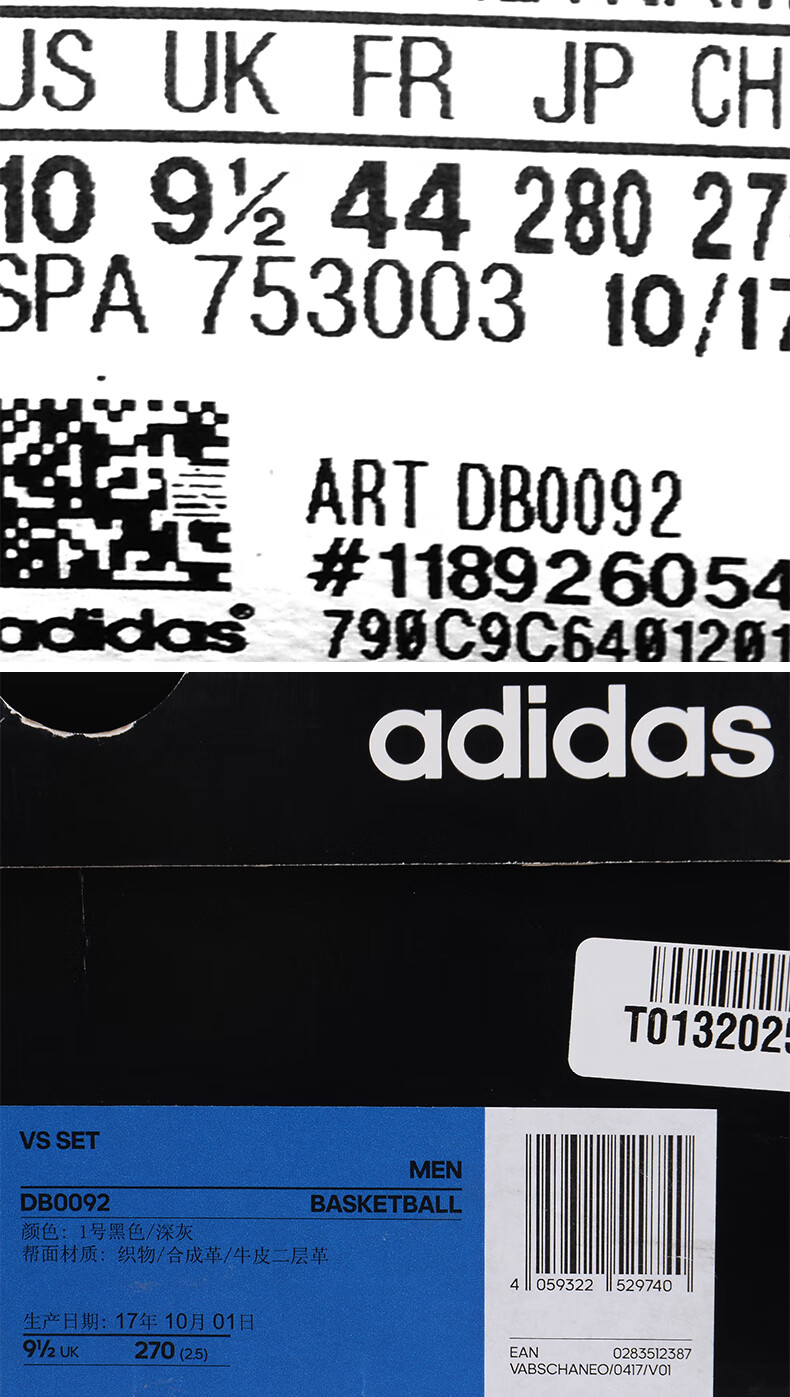 US UK FR JP CH
10 9½ 44 280 27
SPA 753003 10/17
ART DB0092
#118926054
adidas®
790C9C6401201
adidas
T0132025
VS SET
MEN
DB0092 BASKETBALL
颜色: 1号黑色/深灰
帮面材质: 织物/合成革/牛皮二层革
生产日期: 17年 10月 01日
9½ UK 270 (2.5)
4 059322 529740
EAN 0283512387
VABSCHANEO/0417/V01